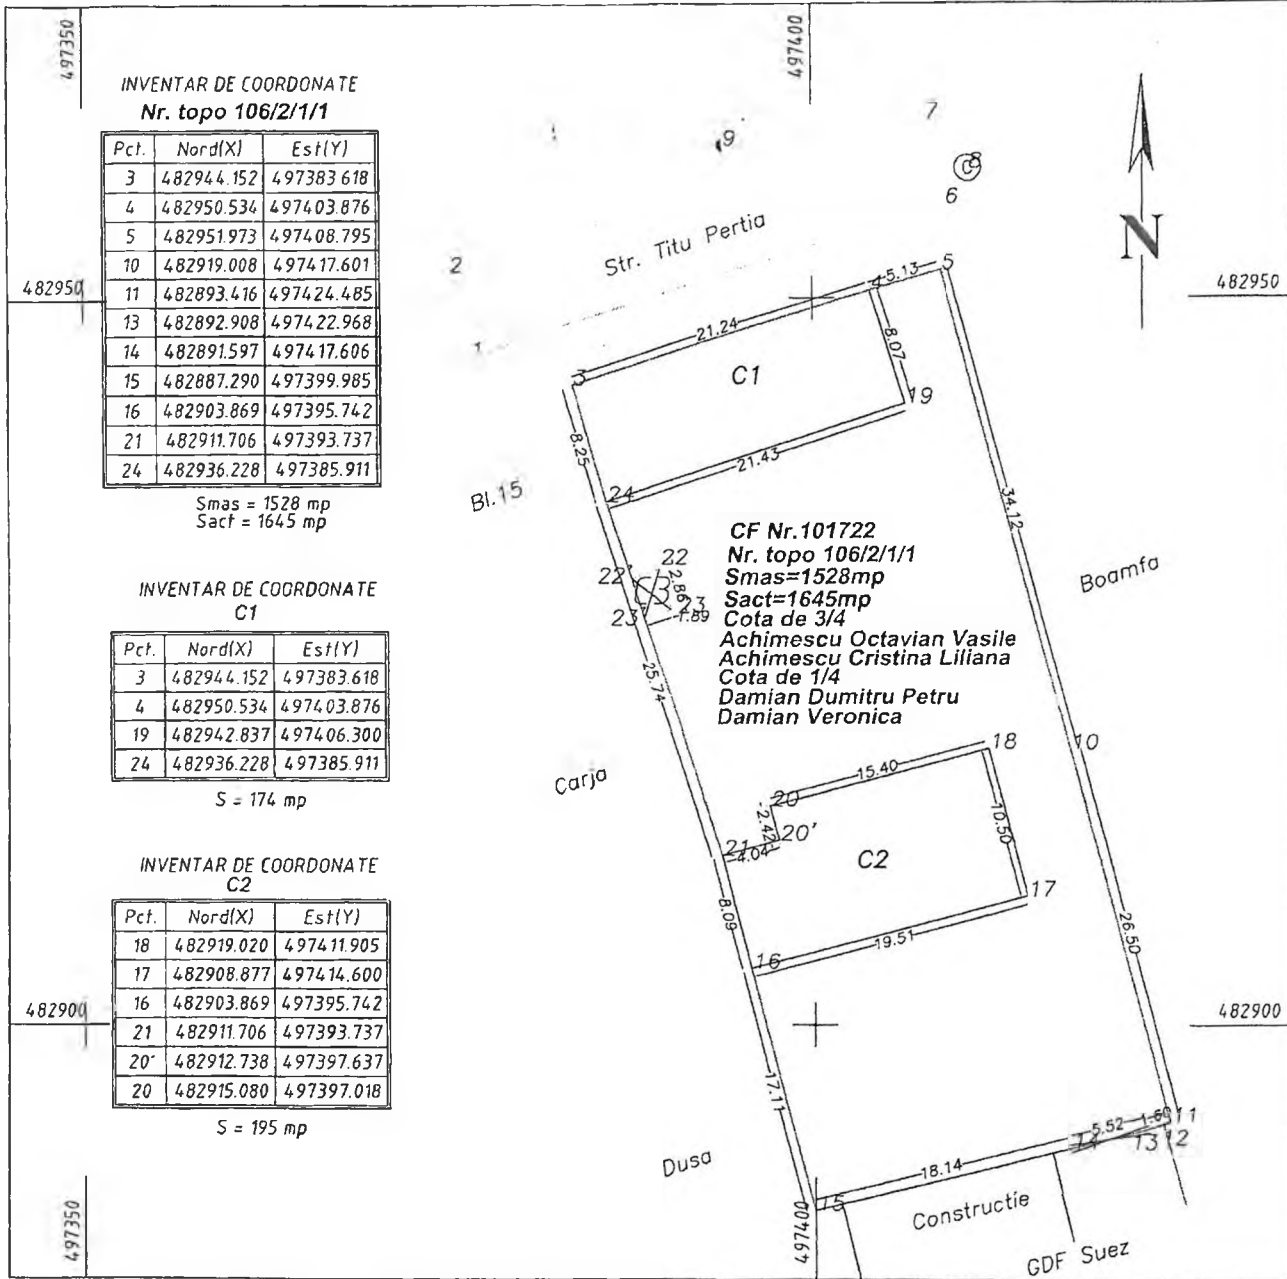 497350
497400
INVENTAR DE COORDONATE
Nr. topo 106/2/1/1
Pct. Nord(X) Est(Y)
3 482944.152 497383.618
4 482950.534 497403.876
5 482951.973 497408.795
10 482919.008 497417.601
11 482893.416 497424.485
13 482892.908 497422.968
14 482891.597 497417.606
15 482887.290 497399.985
16 482903.869 497395.742
21 482911.706 497393.737
24 482936.228 497385.911
Smas = 1528 mp
Sact = 1645 mp
INVENTAR DE COORDONATE
C1
Pct. Nord(X) Est(Y)
3 482944.152 497383.618
4 482950.534 497403.876
19 482942.837 497406.300
24 482936.228 497385.911
S = 174 mp
INVENTAR DE COORDONATE
C2
Pct. Nord(X) Est(Y)
18 482919.020 497411.905
17 482908.877 497414.600
16 482903.869 497395.742
21 482911.706 497393.737
20' 482912.738 497397.637
20 482915.080 497397.018
S = 195 mp
482950
482950
482900
482900
497350
497400
N
7
9
8
6
2
1
Str. Titu Pertia
5
5.13
4
21.24
3
C1
8.07
19
8.25
21.43
24
Bl.15
34.12
CF Nr.101722
Nr. topo 106/2/1/1
Smas=1528mp
Sact=1645mp
Cota de 3/4
Achimescu Octavian Vasile
Achimescu Cristina Liliana
Cota de 1/4
Damian Dumitru Petru
Damian Veronica
22
22'
C3
2.86
23
23'
1.89
25.74
Boamfa
10
18
15.40
20
2.42
20'
21
4.04
10.50
C2
17
Carja
8.09
19.51
16
26.50
17.11
11
1.60
5.52
14
13
12
18.14
15
Dusa
Constructie
GDF Suez